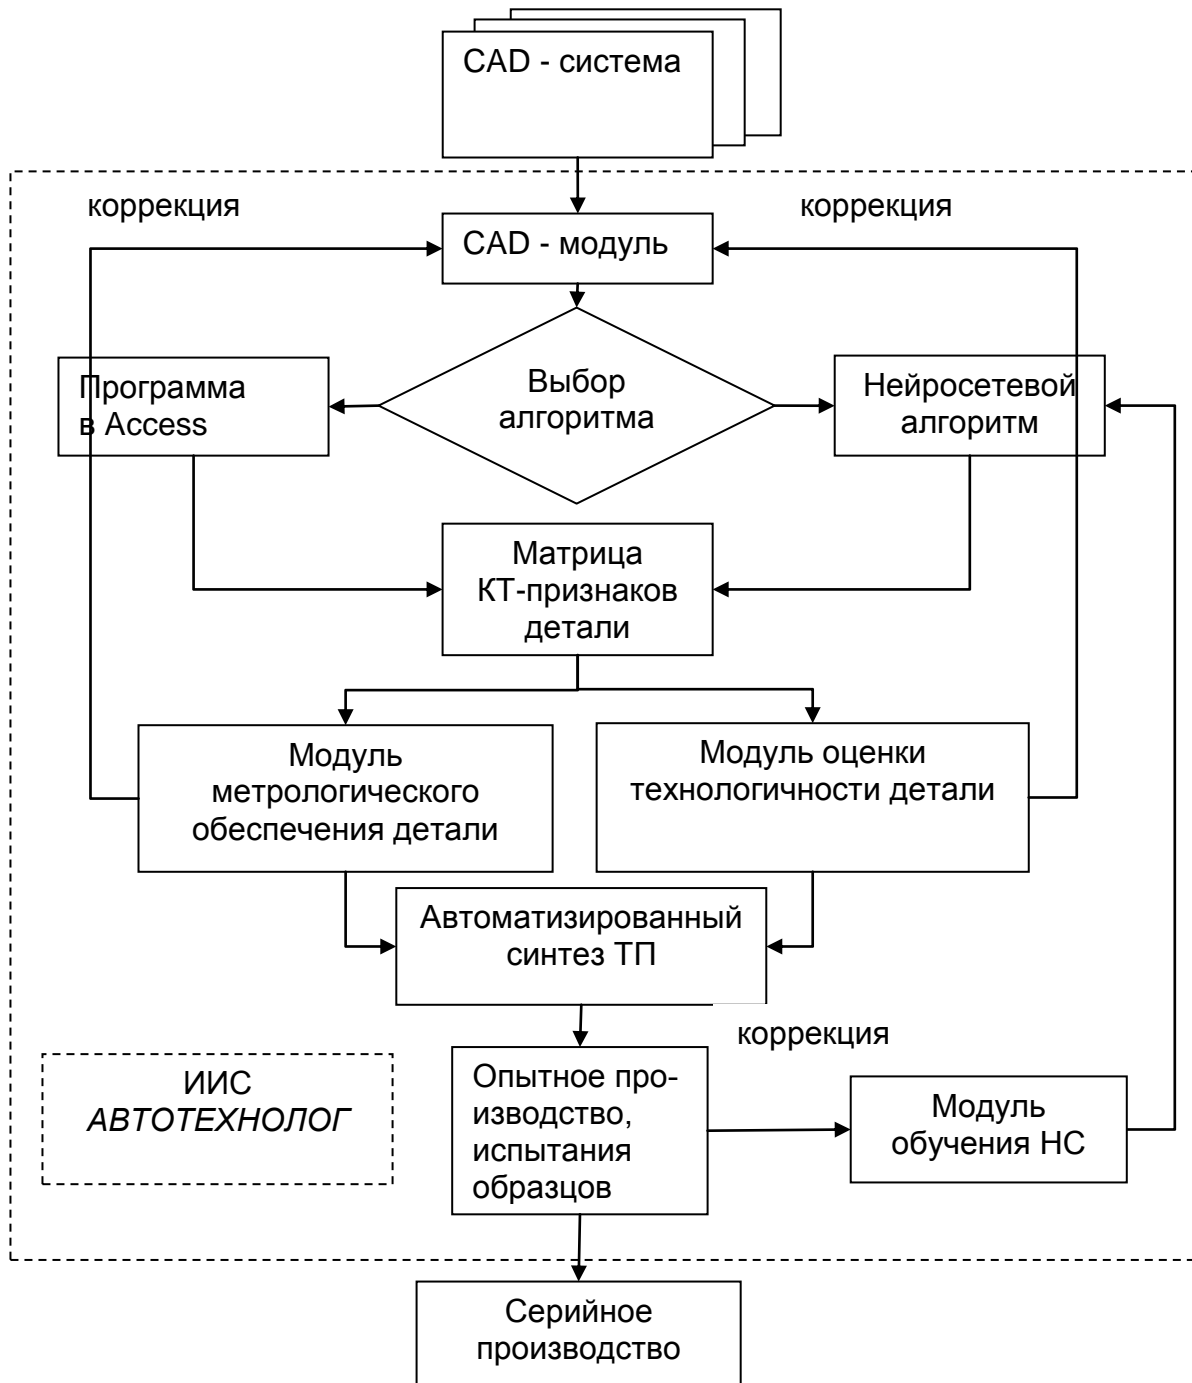 CAD - система
коррекция
коррекция
CAD - модуль
Программа
в Access
Выбор
алгоритма
Нейросетевой
алгоритм
Матрица
КТ-признаков
детали
Модуль
метрологического
обеспечения детали
Модуль оценки
технологичности детали
Автоматизированный
синтез ТП
коррекция
ИИС
АВТОТЕХНОЛОГ
Опытное про-
изводство,
испытания
образцов
Модуль
обучения НС
Серийное
производство